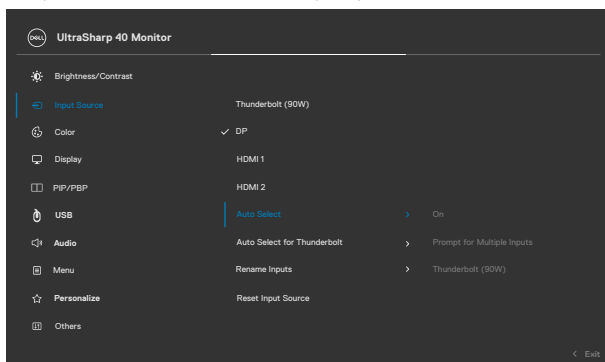 DELL UltraSharp 40 Monitor
Brightness/Contrast
Input Source Thunderbolt (90W)
Color ✓ DP
Display HDMI 1
PIP/PBP HDMI 2
USB Auto Select > On
Audio Auto Select for Thunderbolt > Prompt for Multiple Inputs
Menu Rename Inputs > Thunderbolt (90W)
Personalize Reset Input Source
Others
< Exit